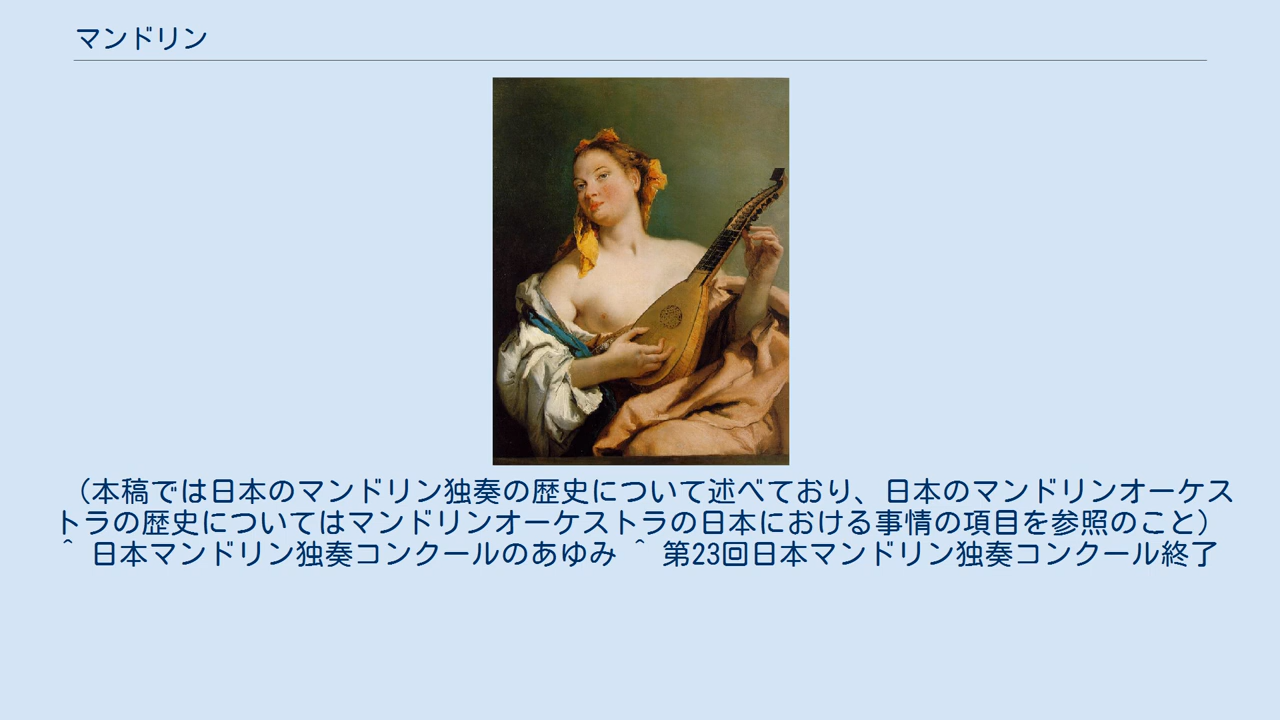 マンドリン
（本稿では日本のマンドリン独奏の歴史について述べており、日本のマンドリンオーケス
トラの歴史についてはマンドリンオーケストラの日本における事情の項目を参照のこと）
^ 日本マンドリン独奏コンクールのあゆみ ^ 第23回日本マンドリン独奏コンクール終了